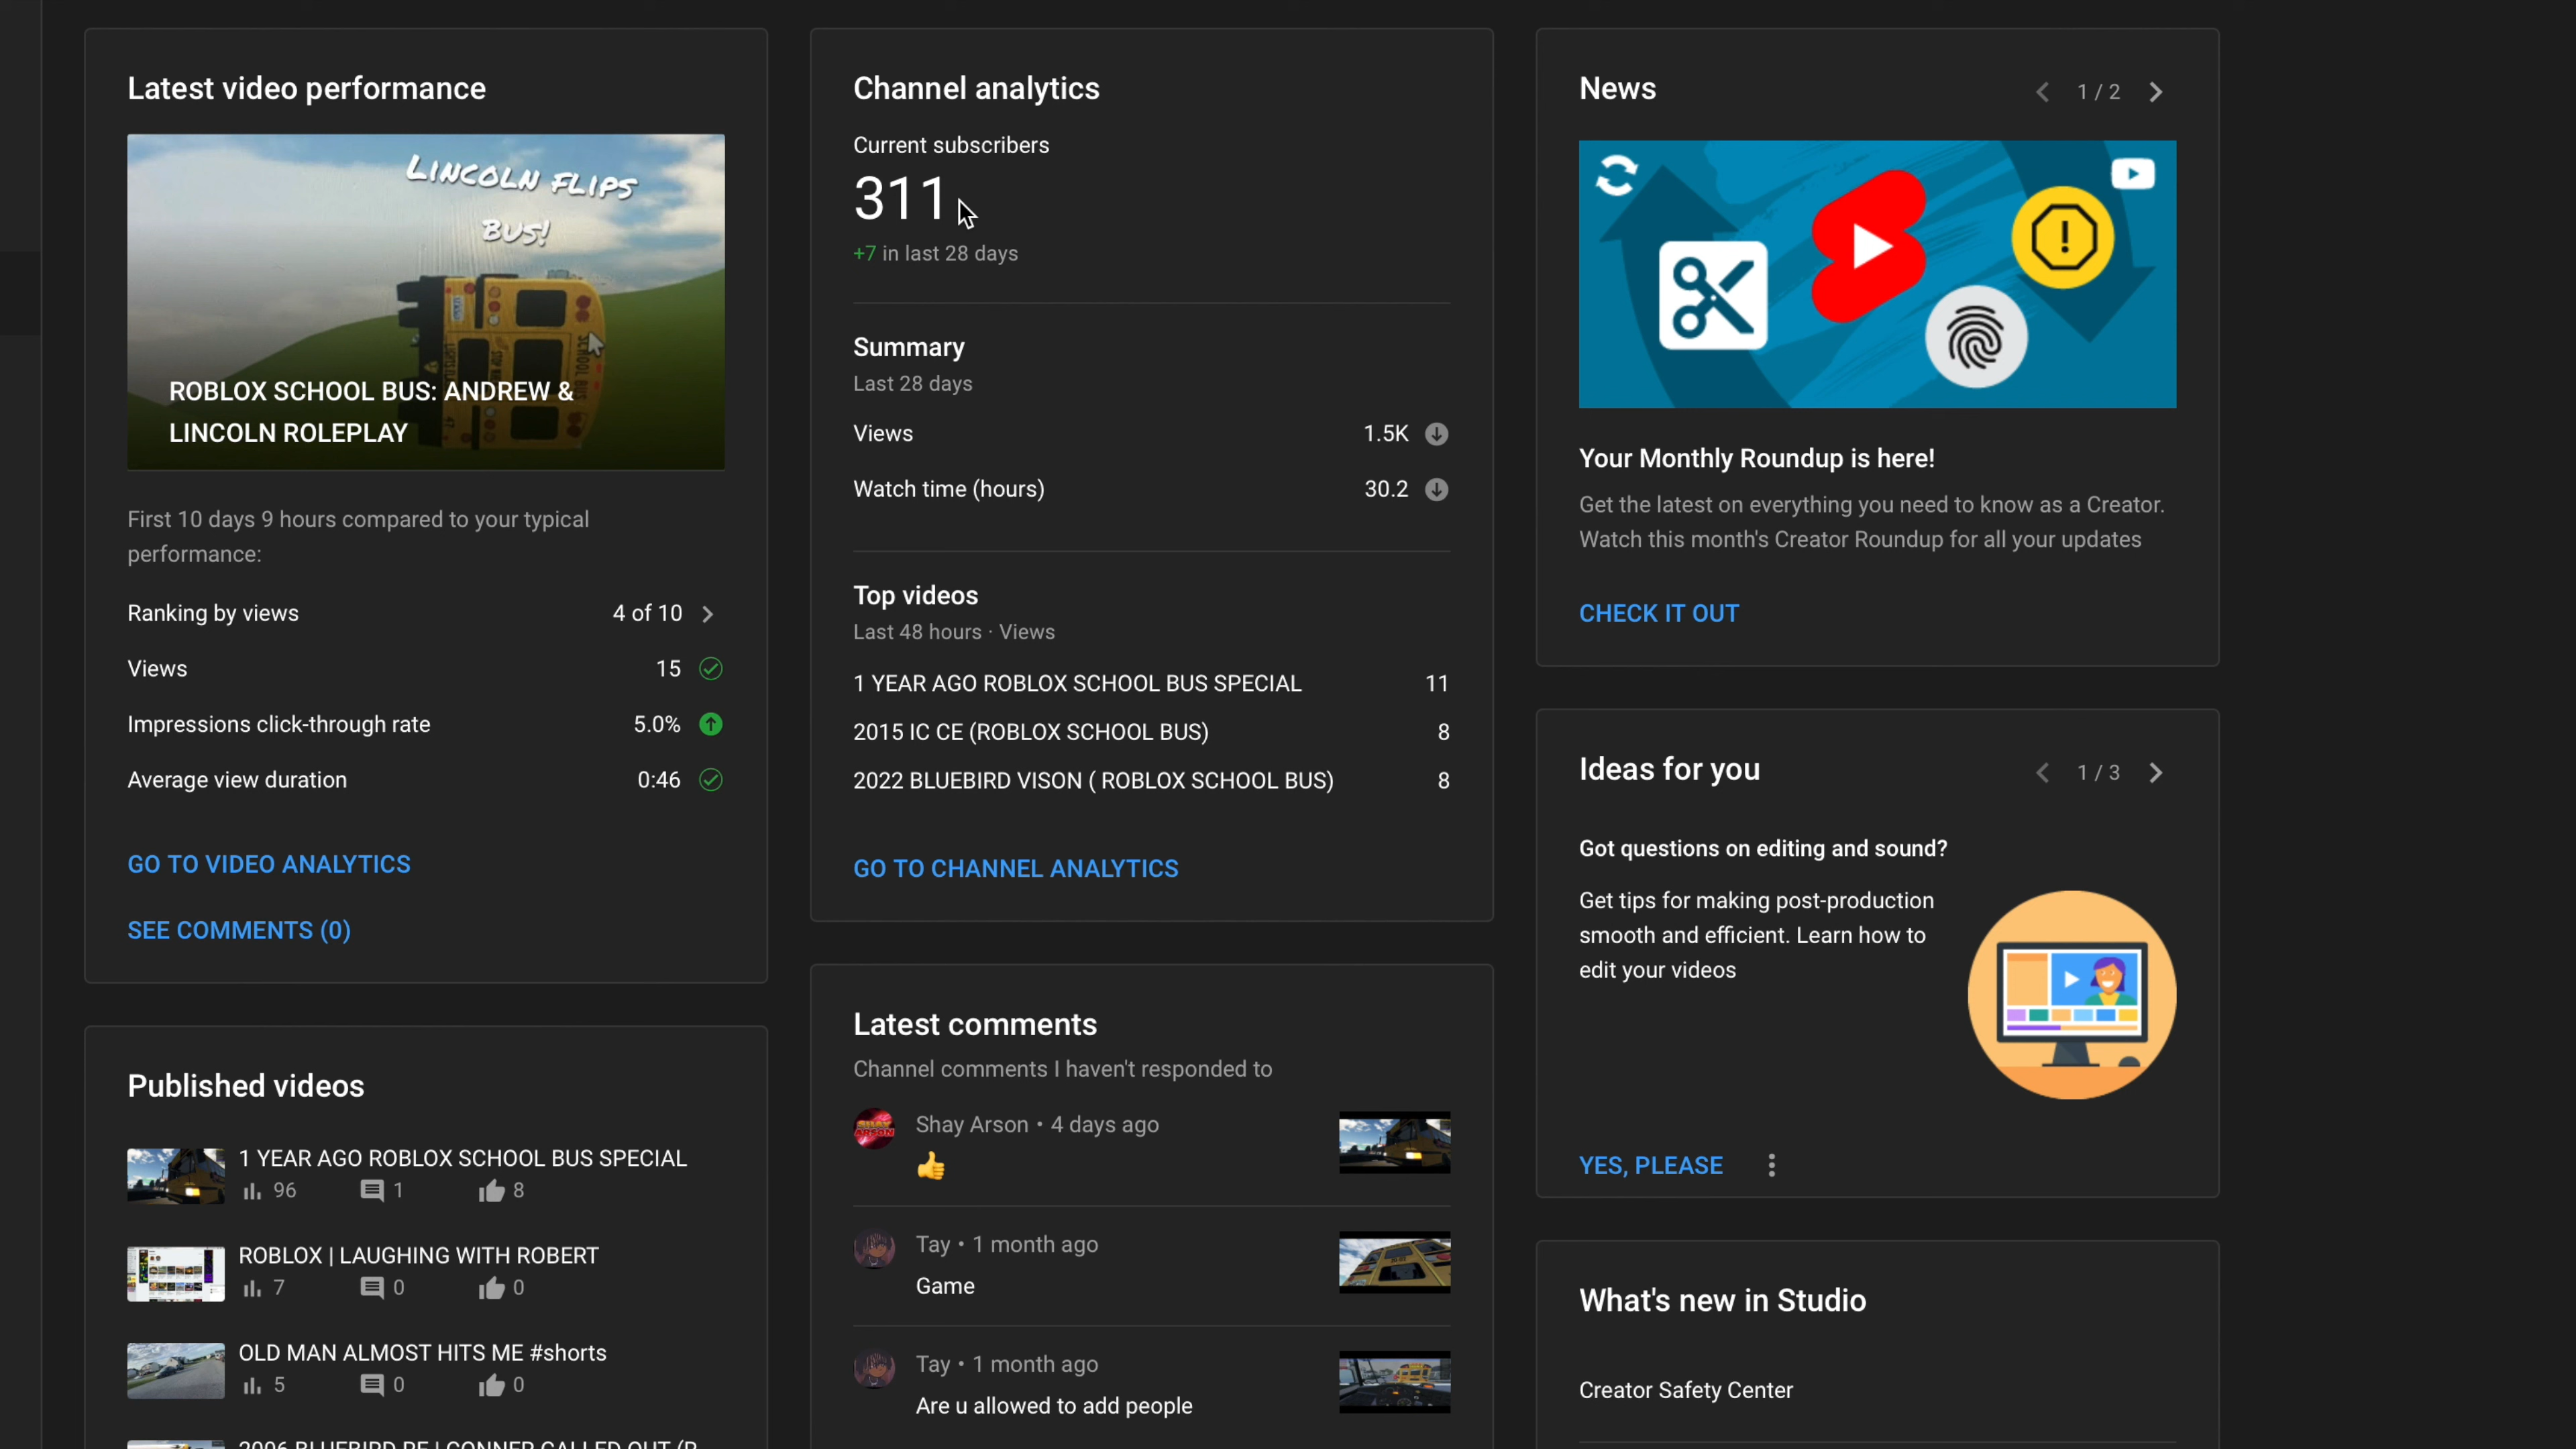 Latest video performance
LINCOLN FLIPS
BUS!
ROBLOX SCHOOL BUS: ANDREW &
LINCOLN ROLEPLAY
First 10 days 9 hours compared to your typical
performance:
Ranking by views 4 of 10
Views 15
Impressions click-through rate 5.0%
Average view duration 0:46
GO TO VIDEO ANALYTICS
SEE COMMENTS (0)
Published videos
1 YEAR AGO ROBLOX SCHOOL BUS SPECIAL
96 1 8
ROBLOX | LAUGHING WITH ROBERT
7 0 0
OLD MAN ALMOST HITS ME #shorts
5 0 0
Channel analytics
Current subscribers
311
+7 in last 28 days
Summary
Last 28 days
Views 1.5K
Watch time (hours) 30.2
Top videos
Last 48 hours · Views
1 YEAR AGO ROBLOX SCHOOL BUS SPECIAL 11
2015 IC CE (ROBLOX SCHOOL BUS) 8
2022 BLUEBIRD VISON ( ROBLOX SCHOOL BUS) 8
GO TO CHANNEL ANALYTICS
Latest comments
Channel comments I haven't responded to
SHAY
ARSON
Shay Arson • 4 days ago
👍
Tay • 1 month ago
Game
Tay • 1 month ago
Are u allowed to add people
News 1 / 2
Your Monthly Roundup is here!
Get the latest on everything you need to know as a Creator.
Watch this month's Creator Roundup for all your updates
CHECK IT OUT
Ideas for you 1 / 3
Got questions on editing and sound?
Get tips for making post-production
smooth and efficient. Learn how to
edit your videos
YES, PLEASE
What's new in Studio
Creator Safety Center